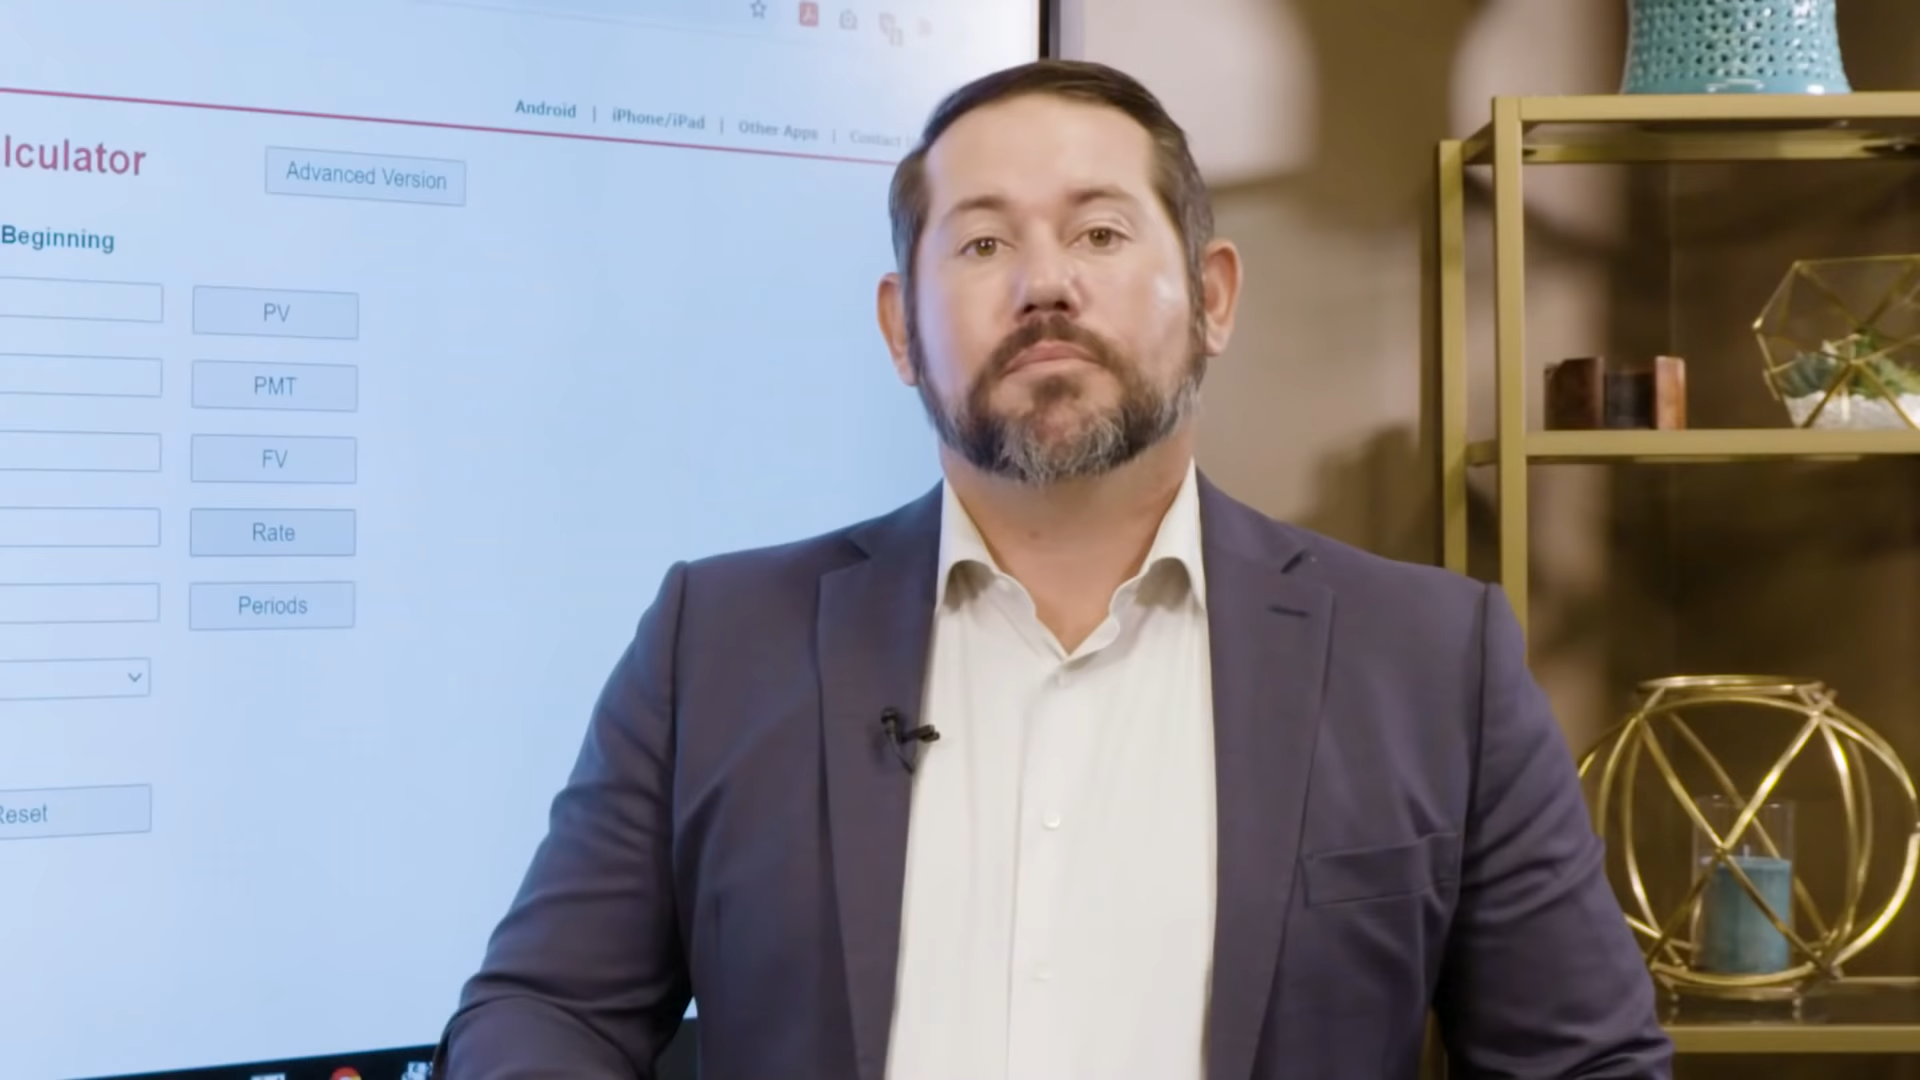 Android | iPhone/iPad | Other Apps | Contact
lculator
Advanced Version
Beginning
PV
PMT
FV
Rate
Periods
Reset